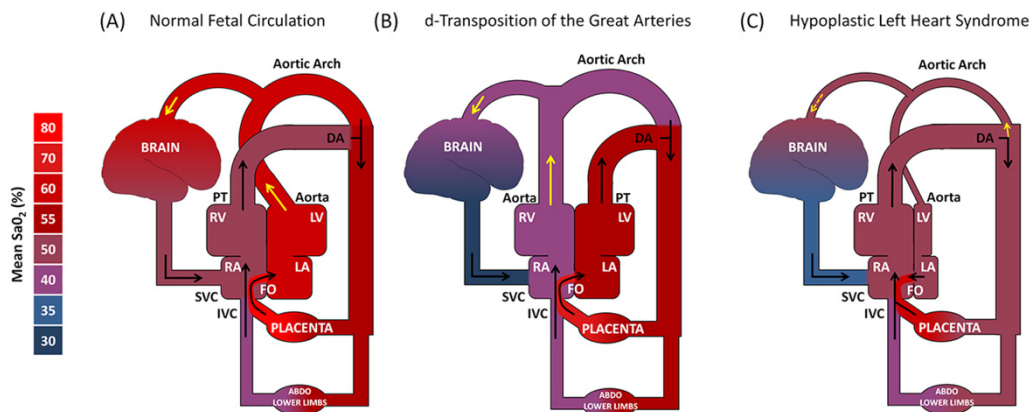 (A) Normal Fetal Circulation
(B) d-Transposition of the Great Arteries
(C) Hypoplastic Left Heart Syndrome
Mean Sa0₂ (%)
80
70
60
55
50
40
35
30
Aortic Arch
BRAIN
DA
PT
Aorta
RV
LV
RA
LA
FO
SVC
IVC
PLACENTA
ABDO
LOWER LIMBS
Aortic Arch
BRAIN
DA
Aorta
PT
RV
LV
RA
LA
FO
SVC
IVC
PLACENTA
ABDO
LOWER LIMBS
Aortic Arch
BRAIN
DA
PT
Aorta
RV
LV
RA
LA
FO
SVC
IVC
PLACENTA
ABDO
LOWER LIMBS